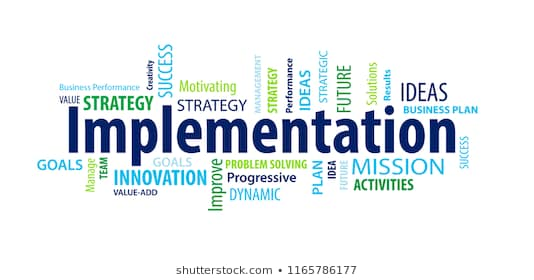 SUCCESS
Creativity
Business Performance
VALUE
STRATEGY
Motivating
STRATEGY
MANAGEMENT
STRATEGY
Performance
IDEAS
STRATEGIC
FUTURE
Solutions
Results
IDEAS
BUSINESS PLAN
Implementation
GOALS
Manage
TEAM
GOALS
INNOVATION
VALUE-ADD
Improve
PROBLEM SOLVING
Progressive
DYNAMIC
PLAN
IDEA
FUTURE
MISSION
ACTIVITIES
SUCCESS
shutterstock.com • 1165786177